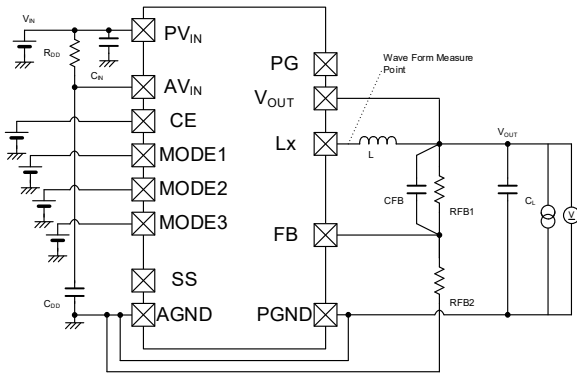 VIN
PVIN
RDD
CIN
AVIN
CE
MODE1
MODE2
MODE3
SS
CDD
AGND
PG
VOUT
Lx
FB
PGND
Wave Form Measure
Point
L
CFB
RFB1
RFB2
VOUT
CL
V